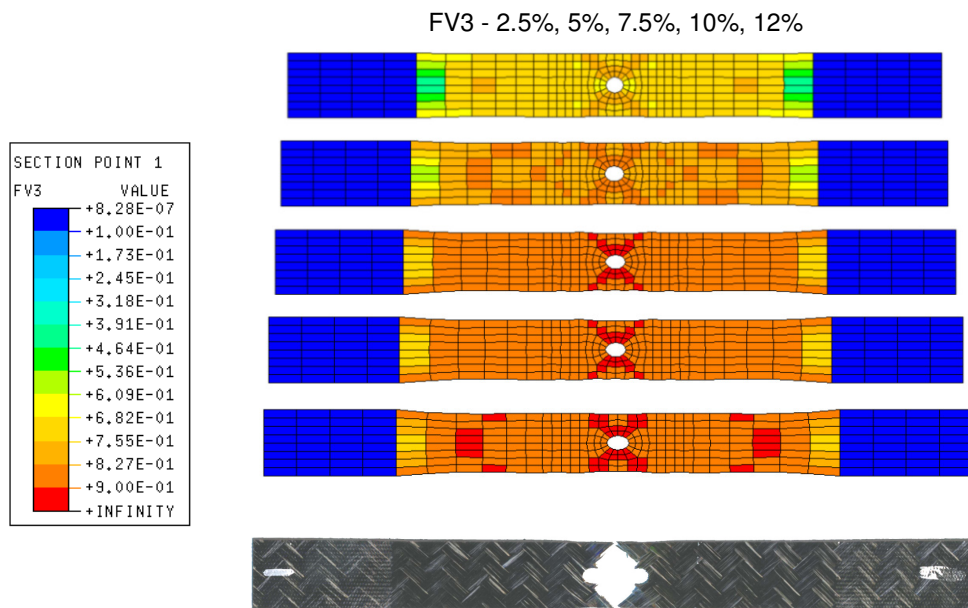 FV3 - 2.5%, 5%, 7.5%, 10%, 12%
SECTION POINT 1
FV3 VALUE
+8.28E-07
+1.00E-01
+1.73E-01
+2.45E-01
+3.18E-01
+3.91E-01
+4.64E-01
+5.36E-01
+6.09E-01
+6.82E-01
+7.55E-01
+8.27E-01
+9.00E-01
+INFINITY